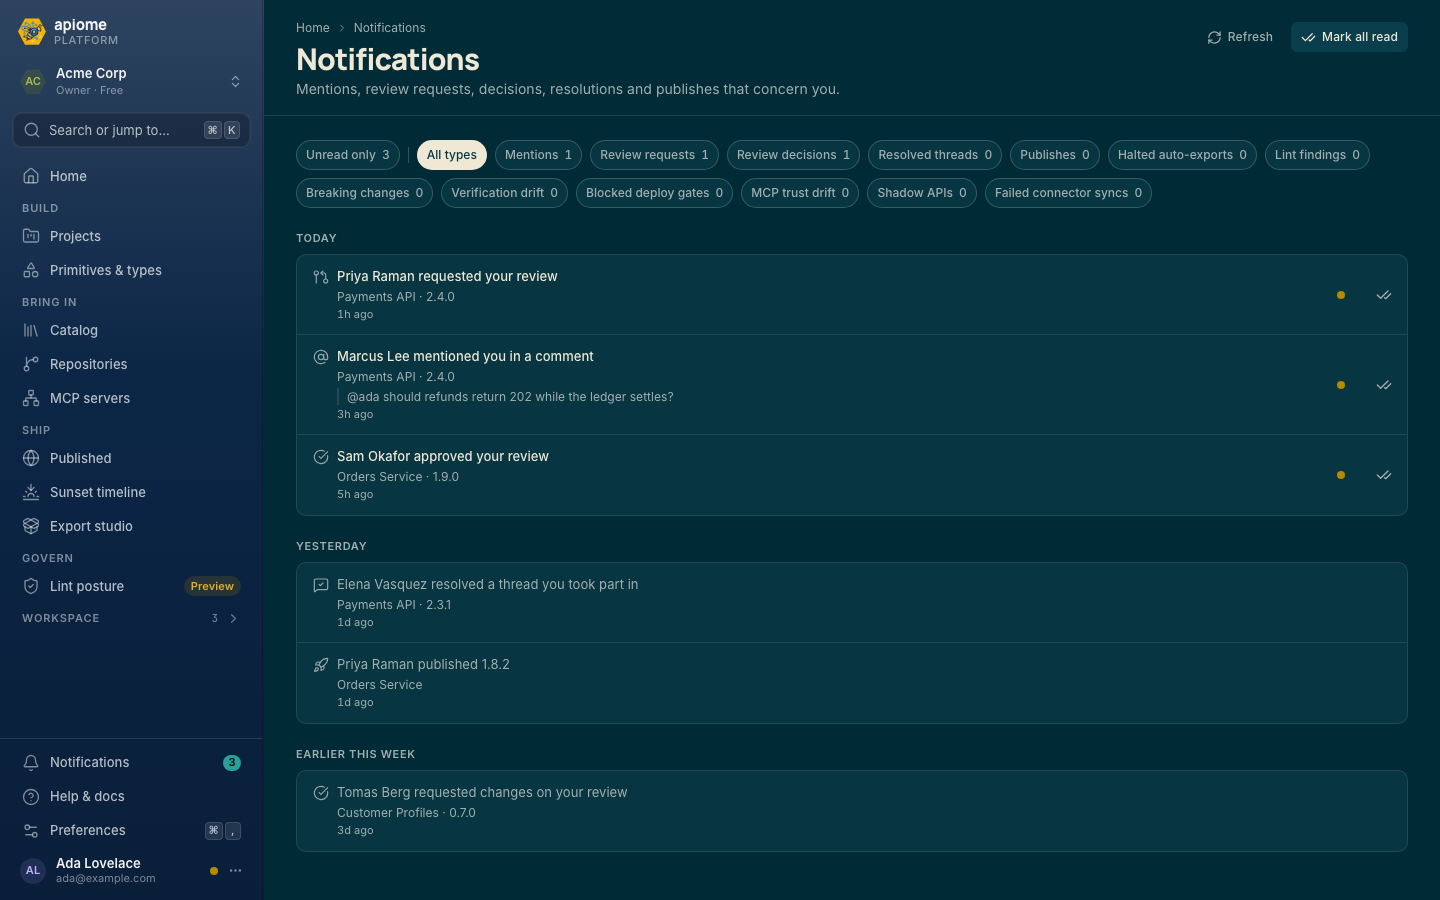 apiome
PLATFORM
AC
Acme Corp
Owner · Free
Search or jump to... ⌘ K
Home
BUILD
Projects
Primitives & types
BRING IN
Catalog
Repositories
MCP servers
SHIP
Published
Sunset timeline
Export studio
GOVERN
Lint posture Preview
WORKSPACE 3
Notifications 3
Help & docs
Preferences ⌘ ,
AL
Ada Lovelace
ada@example.com
Home > Notifications
Notifications
Mentions, review requests, decisions, resolutions and publishes that concern you.
Refresh Mark all read
Unread only 3 All types Mentions 1 Review requests 1 Review decisions 1 Resolved threads 0 Publishes 0 Halted auto-exports 0 Lint findings 0
Breaking changes 0 Verification drift 0 Blocked deploy gates 0 MCP trust drift 0 Shadow APIs 0 Failed connector syncs 0
TODAY
Priya Raman requested your review
Payments API · 2.4.0
1h ago
Marcus Lee mentioned you in a comment
Payments API · 2.4.0
@ada should refunds return 202 while the ledger settles?
3h ago
Sam Okafor approved your review
Orders Service · 1.9.0
5h ago
YESTERDAY
Elena Vasquez resolved a thread you took part in
Payments API · 2.3.1
1d ago
Priya Raman published 1.8.2
Orders Service
1d ago
EARLIER THIS WEEK
Tomas Berg requested changes on your review
Customer Profiles · 0.7.0
3d ago